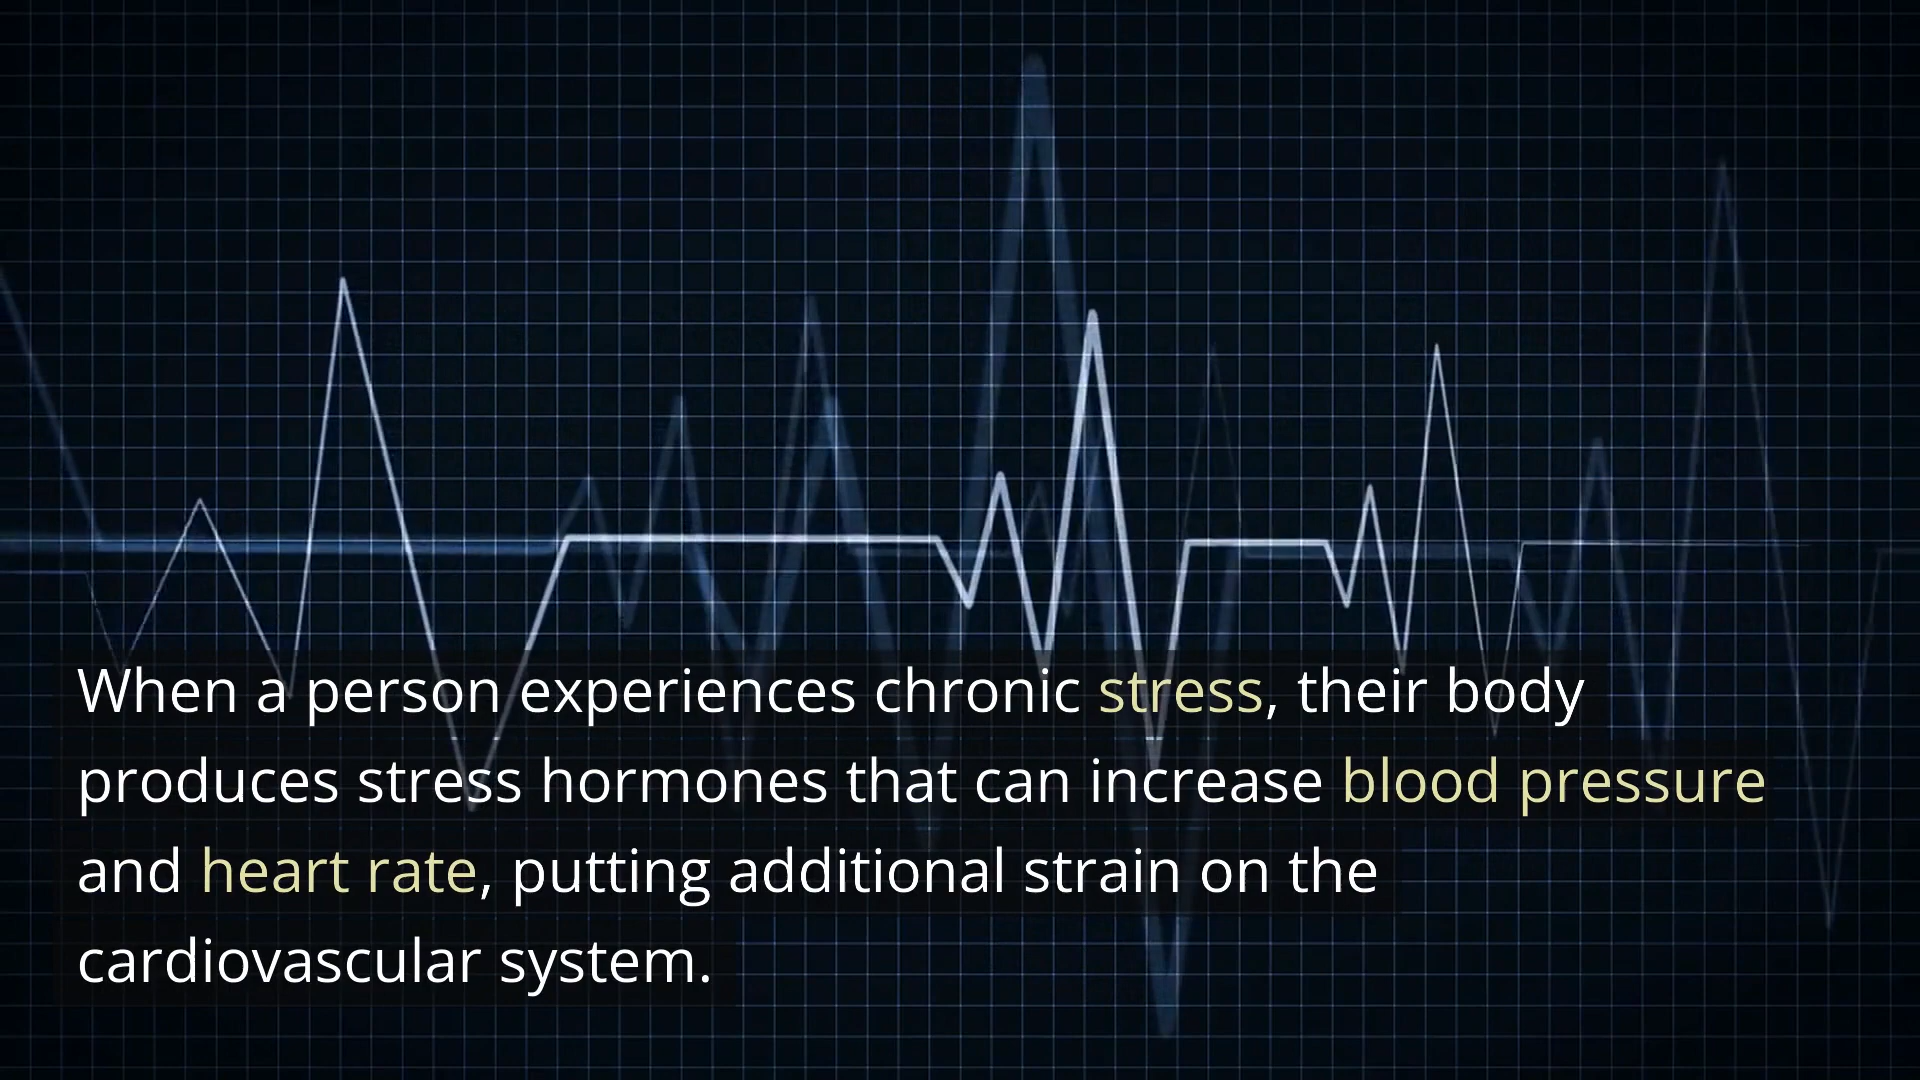 When a person experiences chronic stress, their body
produces stress hormones that can increase blood pressure
and heart rate, putting additional strain on the
cardiovascular system.